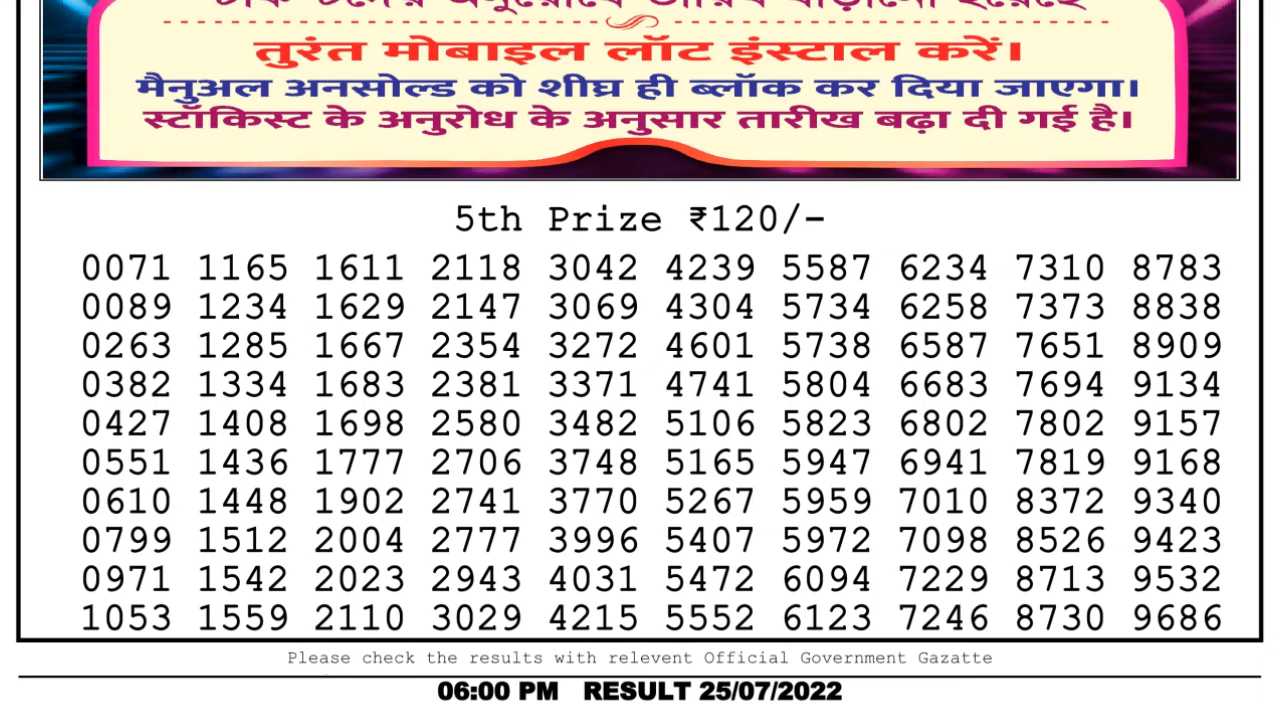 तुरंत मोबाइल लॉट इंस्टाल करें।
मैनुअल अनसोल्ड को शीघ्र ही ब्लॉक कर दिया जाएगा।
स्टॉकिस्ट के अनुरोध के अनुसार तारीख बढ़ा दी गई है।
5th Prize ₹120/-
0071 1165 1611 2118 3042 4239 5587 6234 7310 8783
0089 1234 1629 2147 3069 4304 5734 6258 7373 8838
0263 1285 1667 2354 3272 4601 5738 6587 7651 8909
0382 1334 1683 2381 3371 4741 5804 6683 7694 9134
0427 1408 1698 2580 3482 5106 5823 6802 7802 9157
0551 1436 1777 2706 3748 5165 5947 6941 7819 9168
0610 1448 1902 2741 3770 5267 5959 7010 8372 9340
0799 1512 2004 2777 3996 5407 5972 7098 8526 9423
0971 1542 2023 2943 4031 5472 6094 7229 8713 9532
1053 1559 2110 3029 4215 5552 6123 7246 8730 9686
Please check the results with relevent Official Government Gazatte
06:00 PM RESULT 25/07/2022